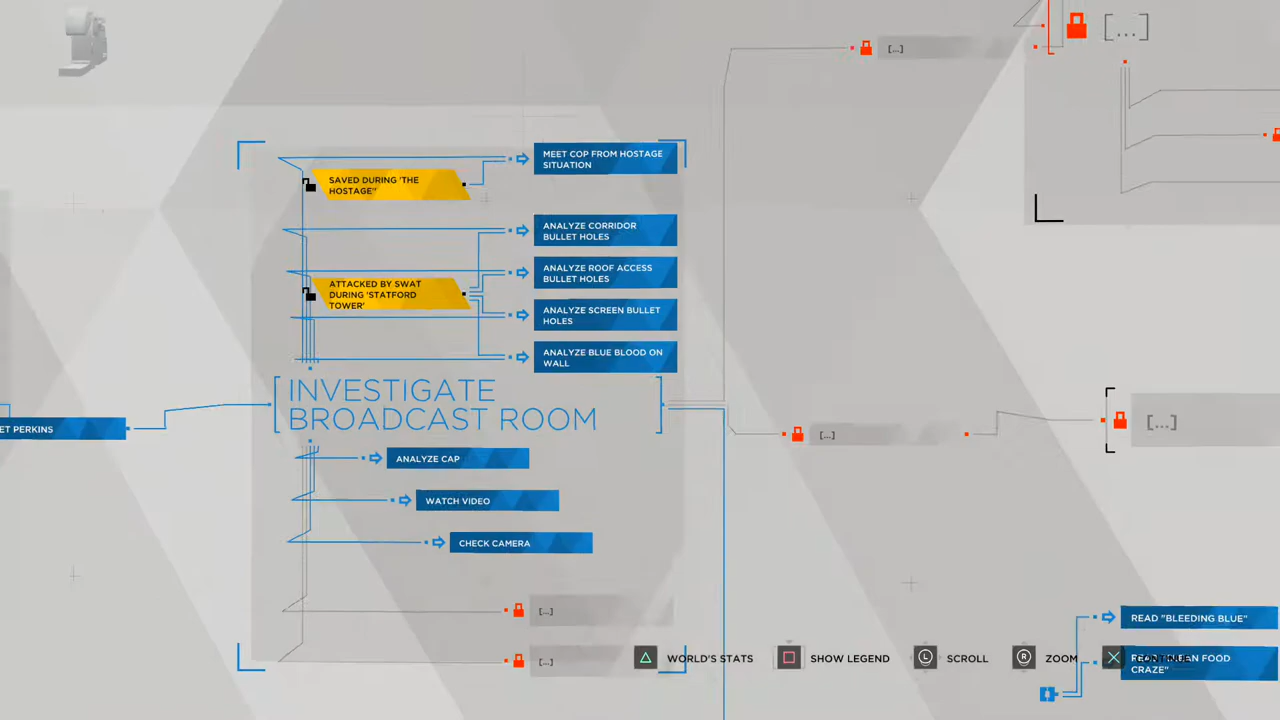 [...]
[...]
MEET COP FROM HOSTAGE
SITUATION
SAVED DURING 'THE
HOSTAGE"
ANALYZE CORRIDOR
BULLET HOLES
ANALYZE ROOF ACCESS
BULLET HOLES
ATTACKED BY SWAT
DURING 'STATFORD
TOWER'
ANALYZE SCREEN BULLET
HOLES
ANALYZE BLUE BLOOD ON
WALL
INVESTIGATE
BROADCAST ROOM
ET PERKINS
[...]
[...]
ANALYZE CAP
WATCH VIDEO
CHECK CAMERA
[...]
[...]
READ "BLEEDING BLUE"
WORLD'S STATS
SHOW LEGEND
L
SCROLL
R
ZOOM
FOOD
CRAZE"